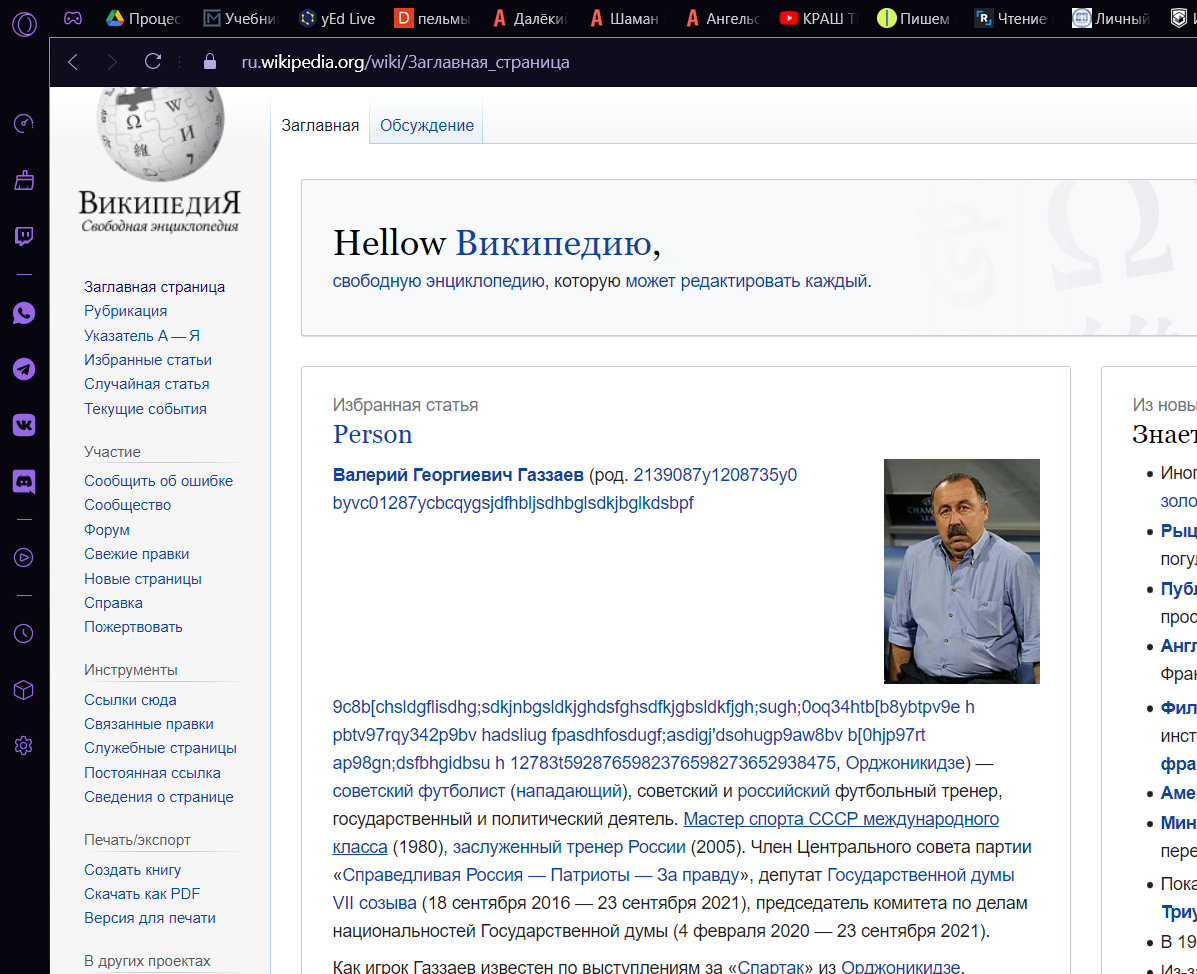 Процес
Учебни
yEd Live
пельмы
Далёкий
Шаман
Ангельс
КРАШ Т
Пишем
Чтение
Личный
ru.wikipedia.org/wiki/Заглавная_страница
ВикипедиЯ
Свободная энциклопедия
Заглавная страница
Рубрикация
Указатель А — Я
Избранные статьи
Случайная статья
Текущие события
Участие
Сообщить об ошибке
Сообщество
Форум
Свежие правки
Новые страницы
Справка
Пожертвовать
Инструменты
Ссылки сюда
Связанные правки
Служебные страницы
Постоянная ссылка
Сведения о странице
Печать/экспорт
Создать книгу
Скачать как PDF
Версия для печати
В других проектах
Заглавная
Обсуждение
Hellow Википедию,
свободную энциклопедию, которую может редактировать каждый.
Избранная статья
Person
Валерий Георгиевич Газзаев (род. 2139087y1208735y0
byvc01287ycbcqygsjdfhbljsdhbglsdkjbglkdsbpf
9c8b[chsldgflisdhg;sdkjnbgsldkjghdsfghsdfkjgbsldkfjgh;sugh;0oq34htb[b8ybtpv9e h
pbtv97rqy342p9bv hadsliug fpasdhfosdugf;asdigj'dsohugp9aw8bv b[0hjp97rt
ap98gn;dsfbhgidbsu h 12783t5928765982376598273652938475, Орджоникидзе) —
советский футболист (нападающий), советский и российский футбольный тренер,
государственный и политический деятель. Мастер спорта СССР международного
класса (1980), заслуженный тренер России (2005). Член Центрального совета партии
«Справедливая Россия — Патриоты — За правду», депутат Государственной думы
VII созыва (18 сентября 2016 — 23 сентября 2021), председатель комитета по делам
национальностей Государственной думы (4 февраля 2020 — 23 сентября 2021).
Как игрок Газзаев известен по выступлениям за «Спартак» из Орджоникидзе,
Из новы
Знает
Иног
золо
Рыц
погу
Публ
прос
Англ
Фран
Фил
инст
фра
Аме
Мин
пере
Пока
Триу
В 19
Из-з